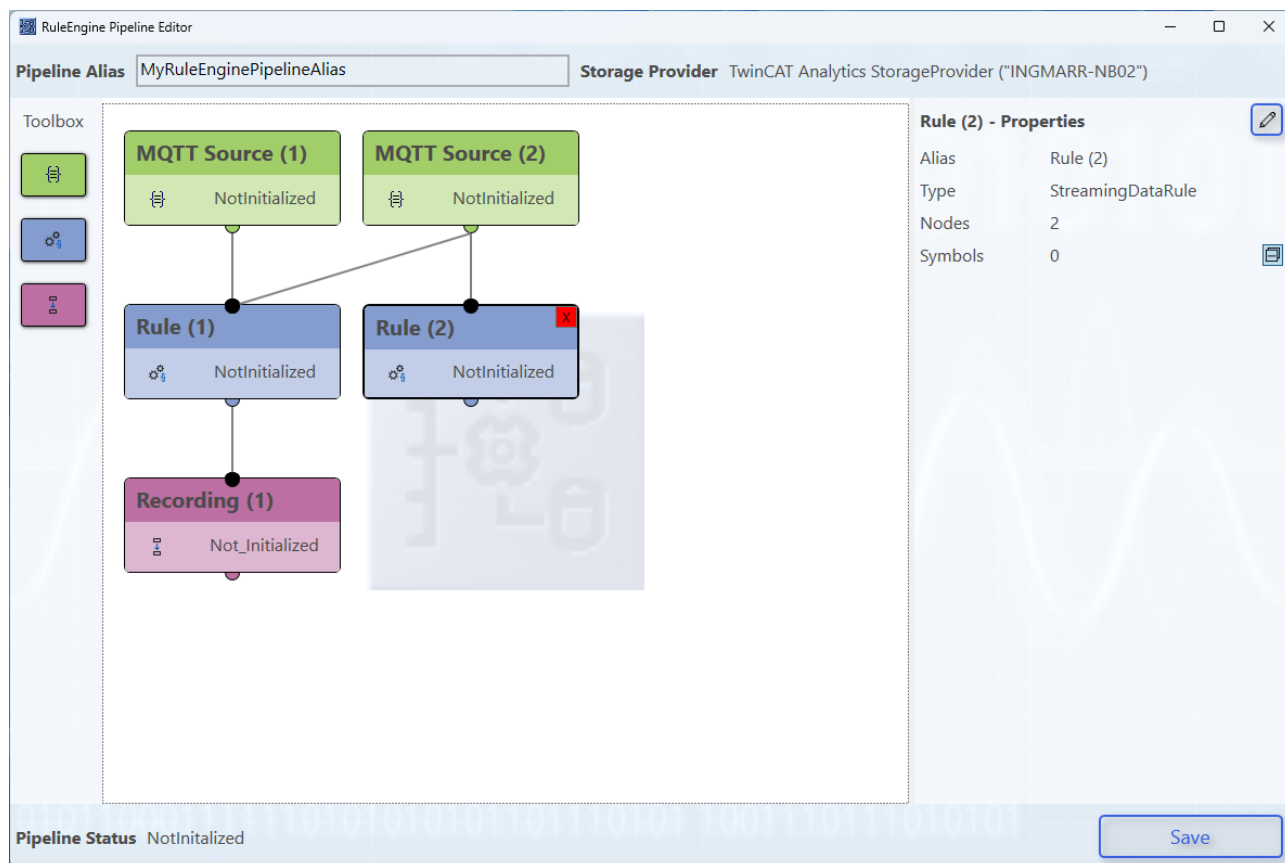 RuleEngine Pipeline Editor
Pipeline Alias MyRuleEnginePipelineAlias Storage Provider TwinCAT Analytics StorageProvider ("INGMARR-NB02")
Toolbox
MQTT Source (1)
NotInitialized
MQTT Source (2)
NotInitialized
Rule (1)
NotInitialized
Rule (2)
X
NotInitialized
Recording (1)
Not_Initialized
Rule (2) - Properties
Alias Rule (2)
Type StreamingDataRule
Nodes 2
Symbols 0
Pipeline Status NotInitalized
Save